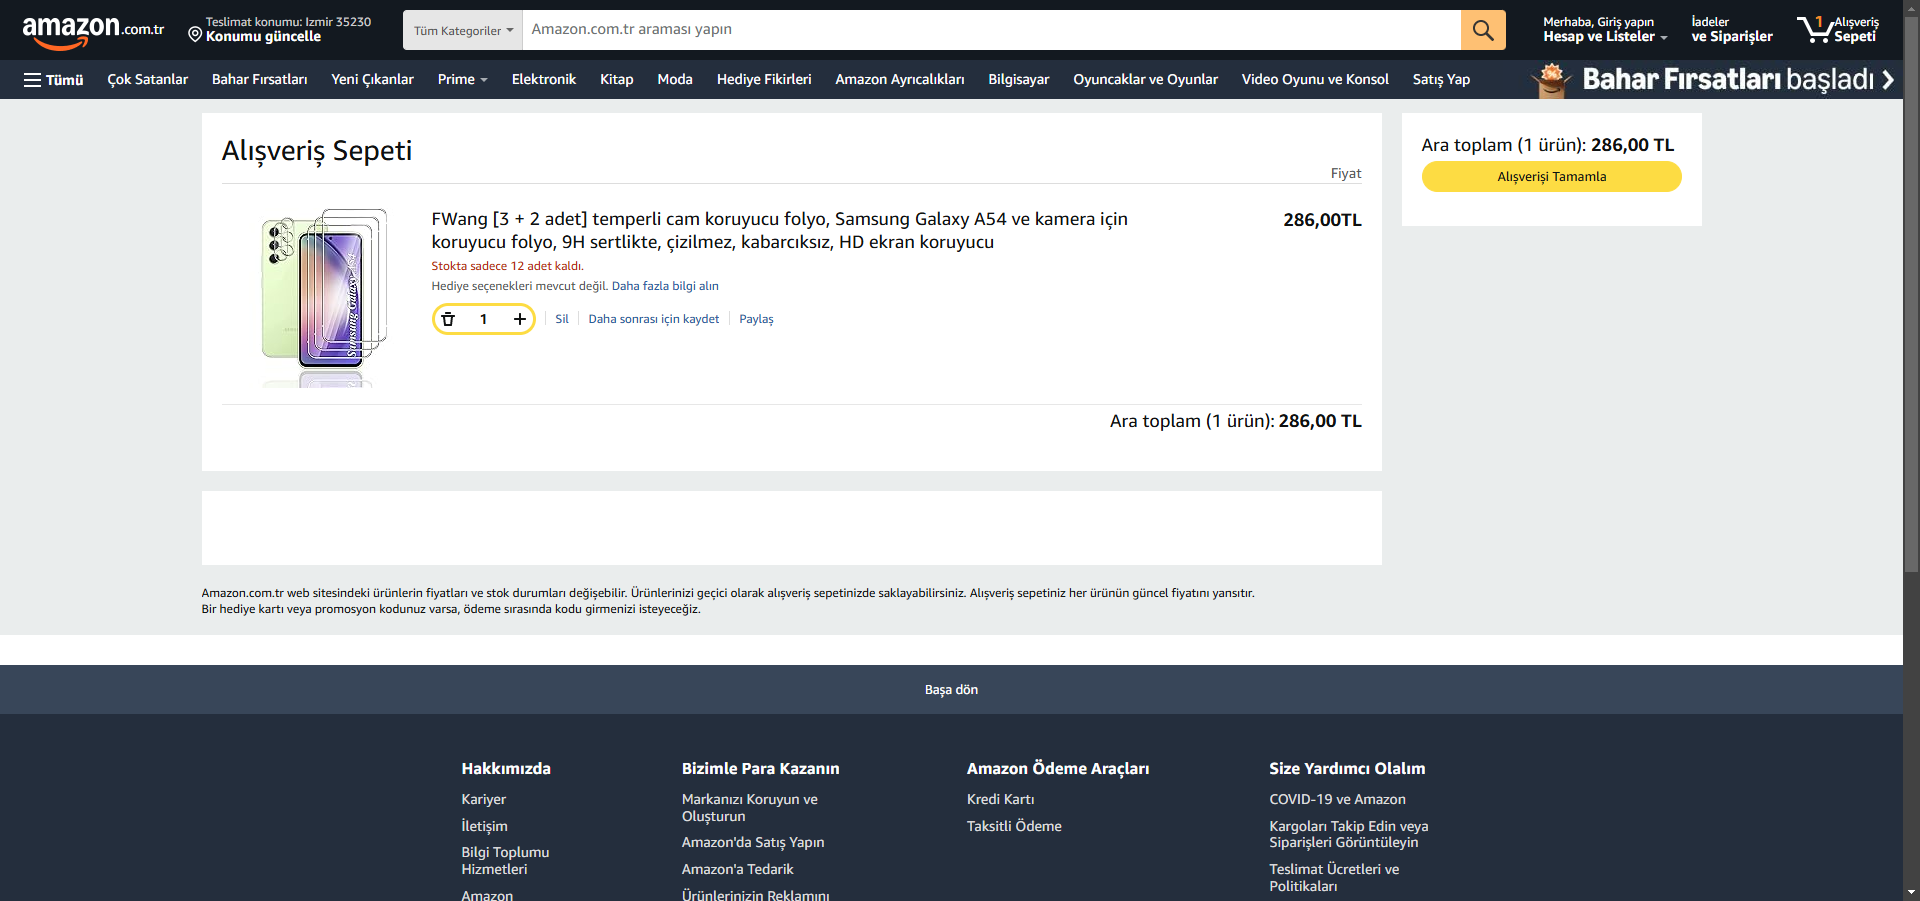 amazon.com.tr
Teslimat konumu: Izmir 35230
Konumu güncelle
Tüm Kategoriler
Amazon.com.tr araması yapın
Merhaba, Giriş yapın
Hesap ve Listeler
İadeler
ve Siparişler
1
Alışveriş
Sepeti
Tümü
Çok Satanlar
Bahar Fırsatları
Yeni Çıkanlar
Prime
Elektronik
Kitap
Moda
Hediye Fikirleri
Amazon Ayrıcalıkları
Bilgisayar
Oyuncaklar ve Oyunlar
Video Oyunu ve Konsol
Satış Yap
Bahar Fırsatları başladı
Alışveriş Sepeti
Fiyat
FWang [3 + 2 adet] temperli cam koruyucu folyo, Samsung Galaxy A54 ve kamera için
koruyucu folyo, 9H sertlikte, çizilmez, kabarcıksız, HD ekran koruyucu
286,00TL
Stokta sadece 12 adet kaldı.
Hediye seçenekleri mevcut değil. Daha fazla bilgi alın
1
Sil
Daha sonrası için kaydet
Paylaş
Samsung Galaxy A54
Ara toplam (1 ürün): 286,00 TL
Ara toplam (1 ürün): 286,00 TL
Alışverişi Tamamla
Amazon.com.tr web sitesindeki ürünlerin fiyatları ve stok durumları değişebilir. Ürünlerinizi geçici olarak alışveriş sepetinizde saklayabilirsiniz. Alışveriş sepetiniz her ürünün güncel fiyatını yansıtır.
Bir hediye kartı veya promosyon kodunuz varsa, ödeme sırasında kodu girmenizi isteyeceğiz.
Başa dön
Hakkımızda
Kariyer
İletişim
Bilgi Toplumu
Hizmetleri
Amazon
Bizimle Para Kazanın
Markanızı Koruyun ve
Oluşturun
Amazon'da Satış Yapın
Amazon'a Tedarik
Ürünlerinizin Reklamını
Amazon Ödeme Araçları
Kredi Kartı
Taksitli Ödeme
Size Yardımcı Olalım
COVID-19 ve Amazon
Kargoları Takip Edin veya
Siparişleri Görüntüleyin
Teslimat Ücretleri ve
Politikaları